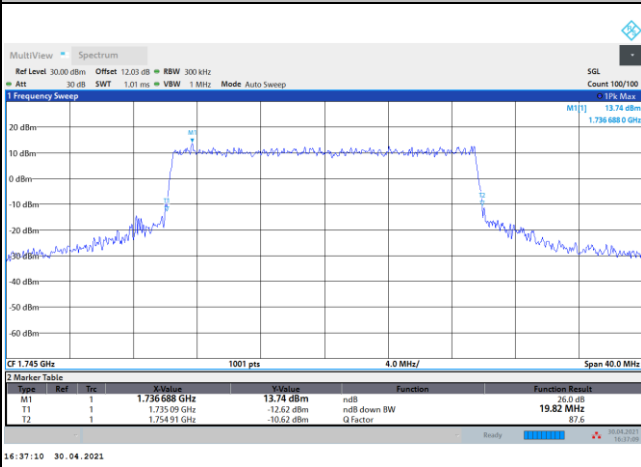 MultiView Spectrum
Ref Level 30.00 dBm Offset 12.03 dB RBW 300 kHz SGL
Att 30 dB SWT 1.01 ms VBW 1 MHz Mode Auto Sweep Count 100/100
1 Frequency Sweep 1Pk Max
M1[1] 13.74 dBm
1.736 688 0 GHz
M1
20 dBm
10 dBm
0 dBm
-10 dBm
-20 dBm
-30 dBm
-40 dBm
-50 dBm
-60 dBm
CF 1.745 GHz 1001 pts 4.0 MHz/ Span 40.0 MHz
2 Marker Table
Type Ref Trc X-Value Y-Value Function Function Result
M1 1 1.736 688 GHz 13.74 dBm ndB 26.0 dB
T1 1 1.735 09 GHz -12.62 dBm ndB down BW 19.82 MHz
T2 1 1.754 91 GHz -10.62 dBm Q Factor 87.6
Ready 30.04.2021
16:37:09
16:37:10 30.04.2021